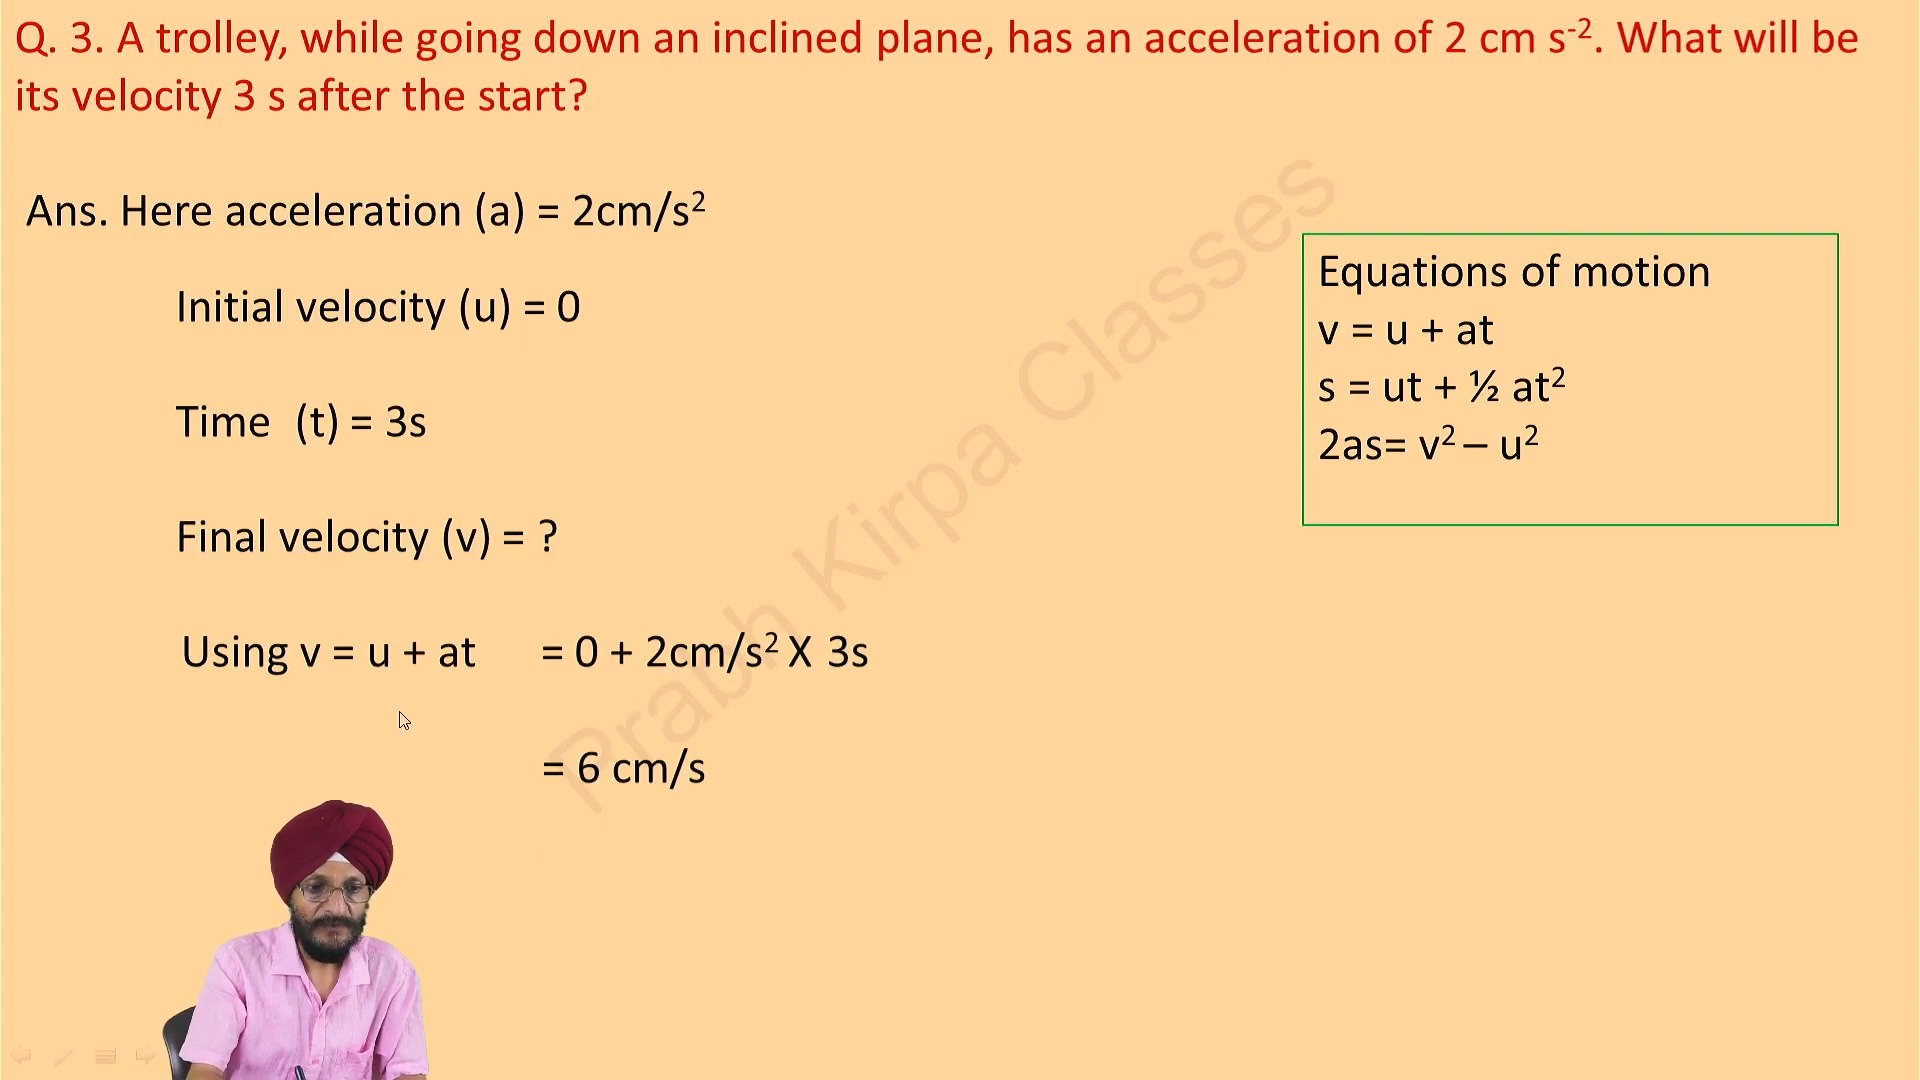 Q. 3. A trolley, while going down an inclined plane, has an acceleration of 2 cm s⁻². What will be
its velocity 3 s after the start?
Ans. Here acceleration (a) = 2cm/s²
Initial velocity (u) = 0
Time (t) = 3s
Final velocity (v) = ?
Using v = u + at = 0 + 2cm/s² X 3s
= 6 cm/s
Equations of motion
v = u + at
s = ut + ½ at²
2as= v² – u²
Prabh Kirpa Classes